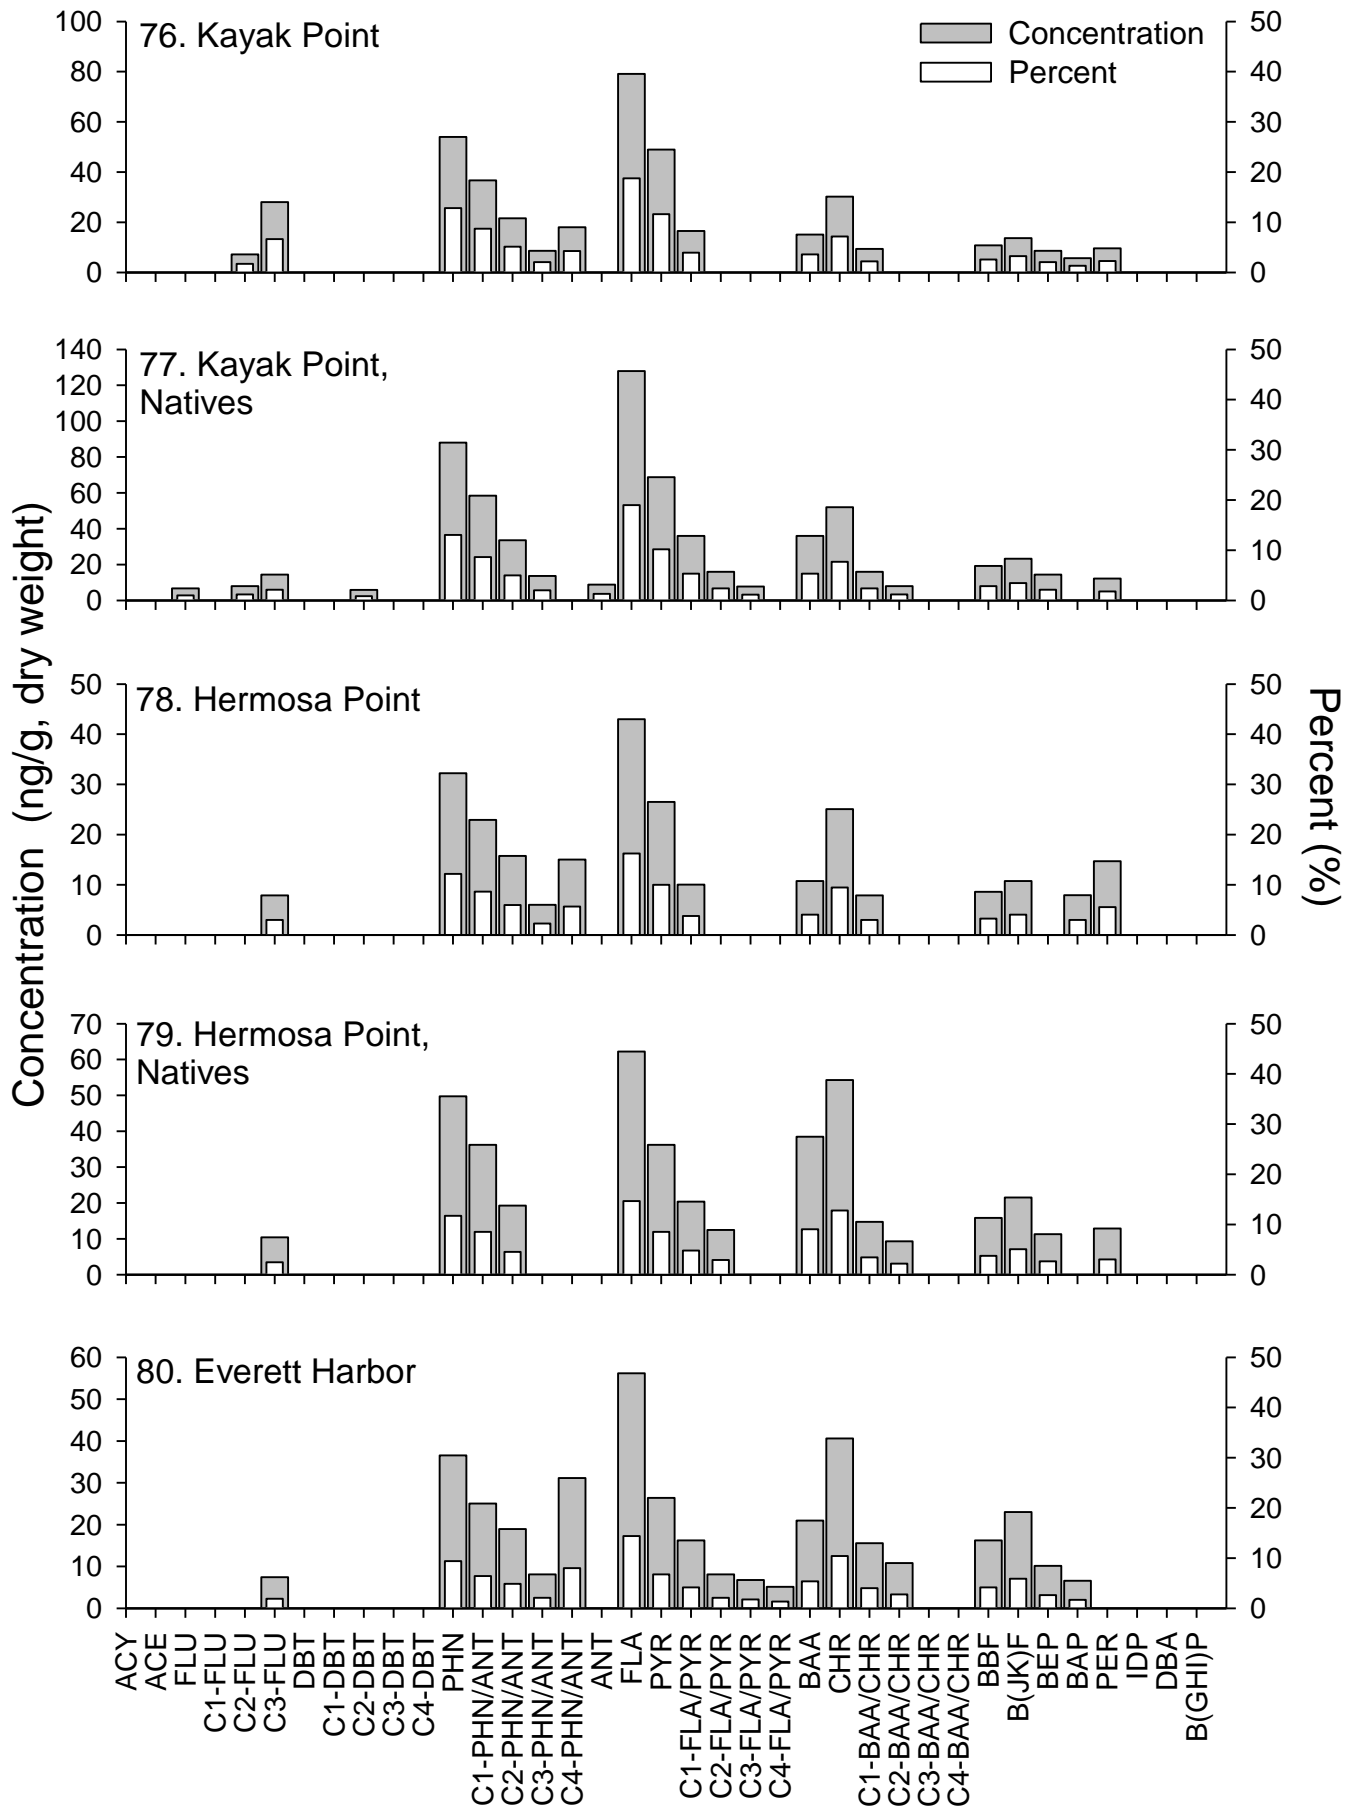 76. Kayak Point
Concentration
Percent
100
80
60
40
20
0
50
40
30
20
10
0
77. Kayak Point,
Natives
140
120
100
80
60
40
20
0
50
40
30
20
10
0
78. Hermosa Point
50
40
30
20
10
0
50
40
30
20
10
0
79. Hermosa Point,
Natives
70
60
50
40
30
20
10
0
50
40
30
20
10
0
80. Everett Harbor
60
50
40
30
20
10
0
50
40
30
20
10
0
Concentration (ng/g, dry weight)
Percent (%)
ACY
ACE
FLU
C1-FLU
C2-FLU
C3-FLU
DBT
C1-DBT
C2-DBT
C3-DBT
C4-DBT
PHN
C1-PHN/ANT
C2-PHN/ANT
C3-PHN/ANT
C4-PHN/ANT
ANT
FLA
PYR
C1-FLA/PYR
C2-FLA/PYR
C3-FLA/PYR
C4-FLA/PYR
BAA
CHR
C1-BAA/CHR
C2-BAA/CHR
C3-BAA/CHR
C4-BAA/CHR
BBF
B(JK)F
BEP
BAP
PER
IDP
DBA
B(GHI)P